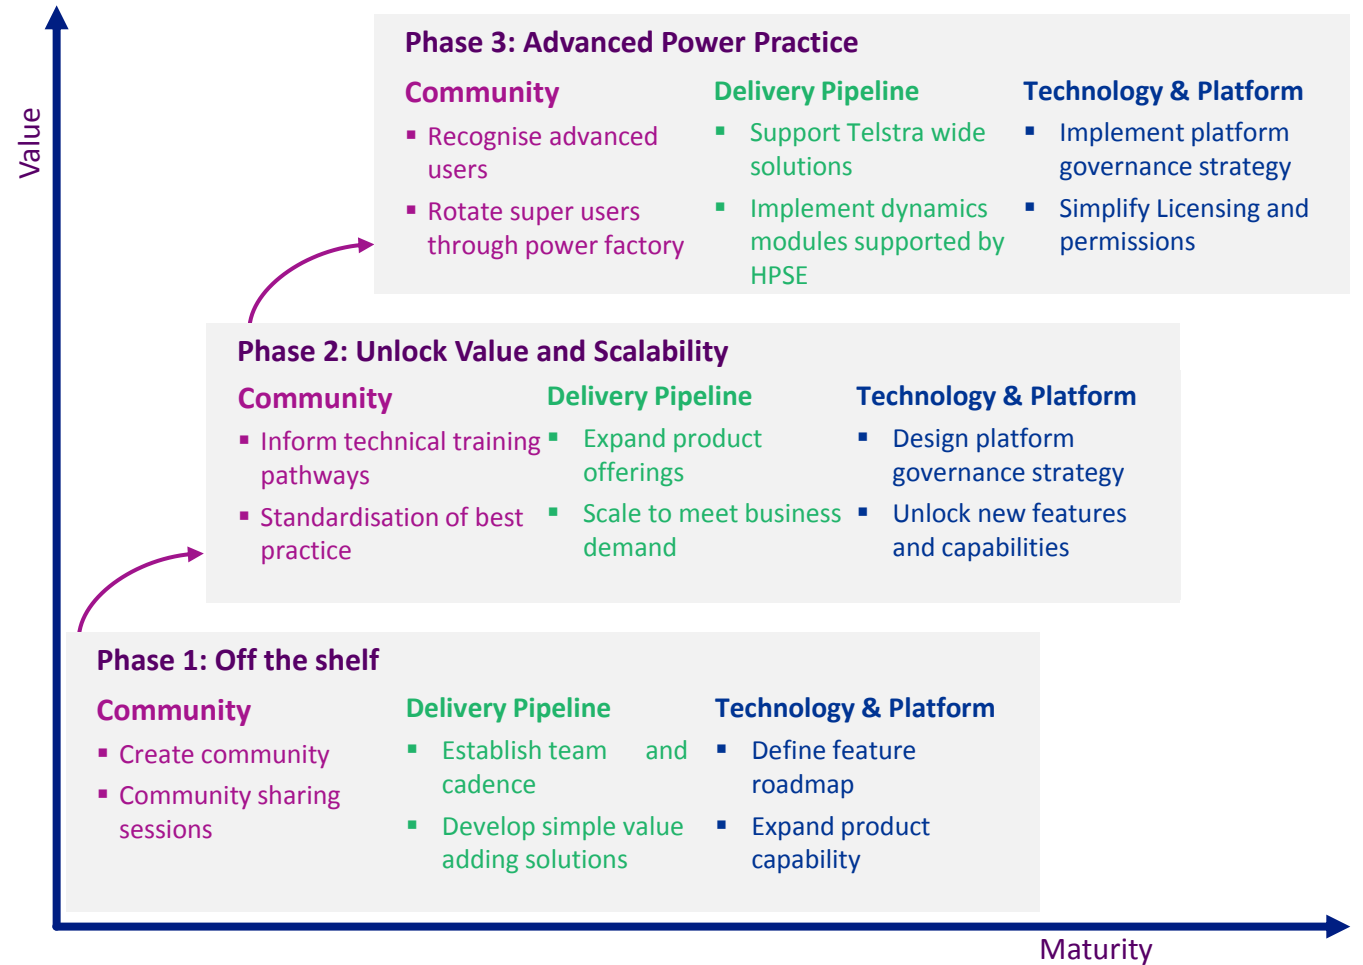 Value
Phase 3: Advanced Power Practice
Community
▪ Recognise advanced
users
▪ Rotate super users
through power factory
Delivery Pipeline
▪ Support Telstra wide
solutions
▪ Implement dynamics
modules supported by
HPSE
Technology & Platform
▪ Implement platform
governance strategy
▪ Simplify Licensing and
permissions
Phase 2: Unlock Value and Scalability
Community
▪ Inform technical training
pathways
▪ Standardisation of best
practice
Delivery Pipeline
▪ Expand product
offerings
▪ Scale to meet business
demand
Technology & Platform
▪ Design platform
governance strategy
▪ Unlock new features
and capabilities
Phase 1: Off the shelf
Community
▪ Create community
▪ Community sharing
sessions
Delivery Pipeline
▪ Establish team and
cadence
▪ Develop simple value
adding solutions
Technology & Platform
▪ Define feature
roadmap
▪ Expand product
capability
Maturity